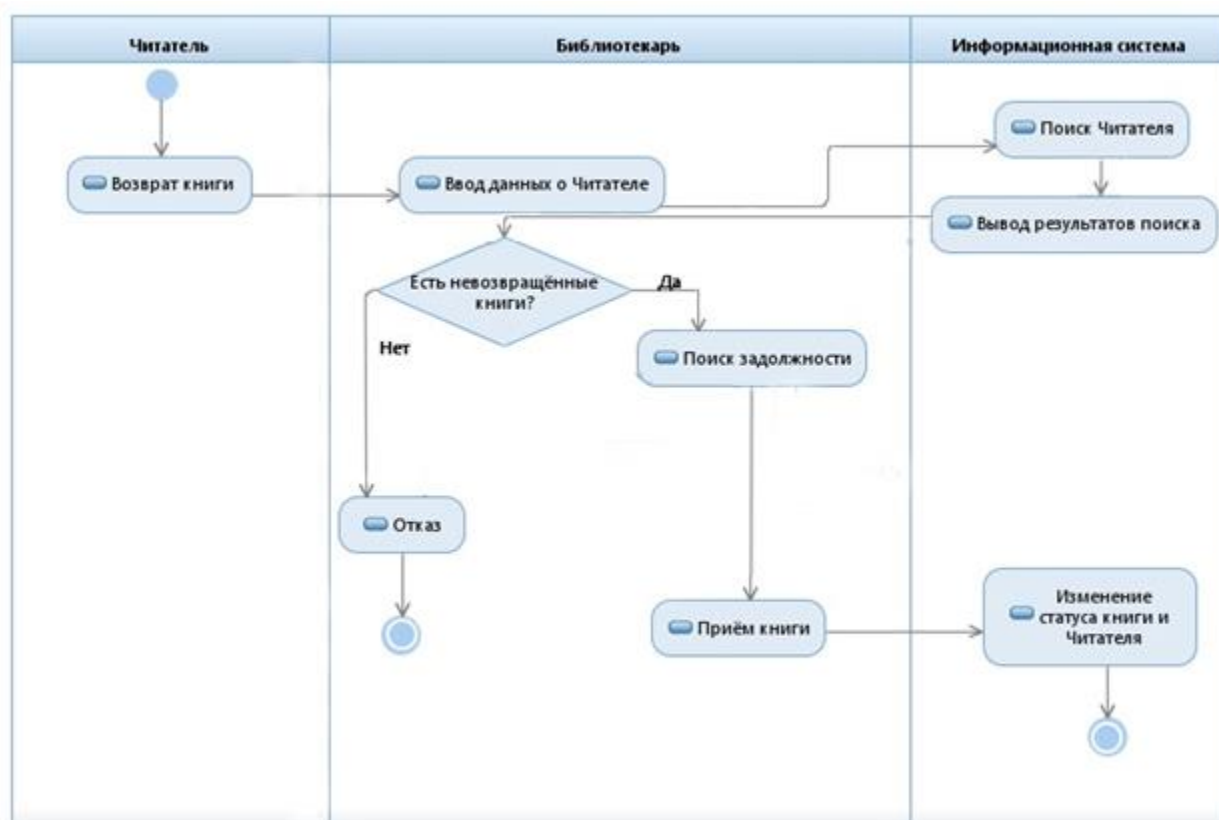 Читатель
Библиотекарь
Информационная система
Поиск Читателя
Возврат книги
Ввод данных о Читателе
Вывод результатов поиска
Есть невозвращённые
книги?
Да
Нет
Поиск задолжности
Отказ
Приём книги
Изменение
статуса книги и
Читателя